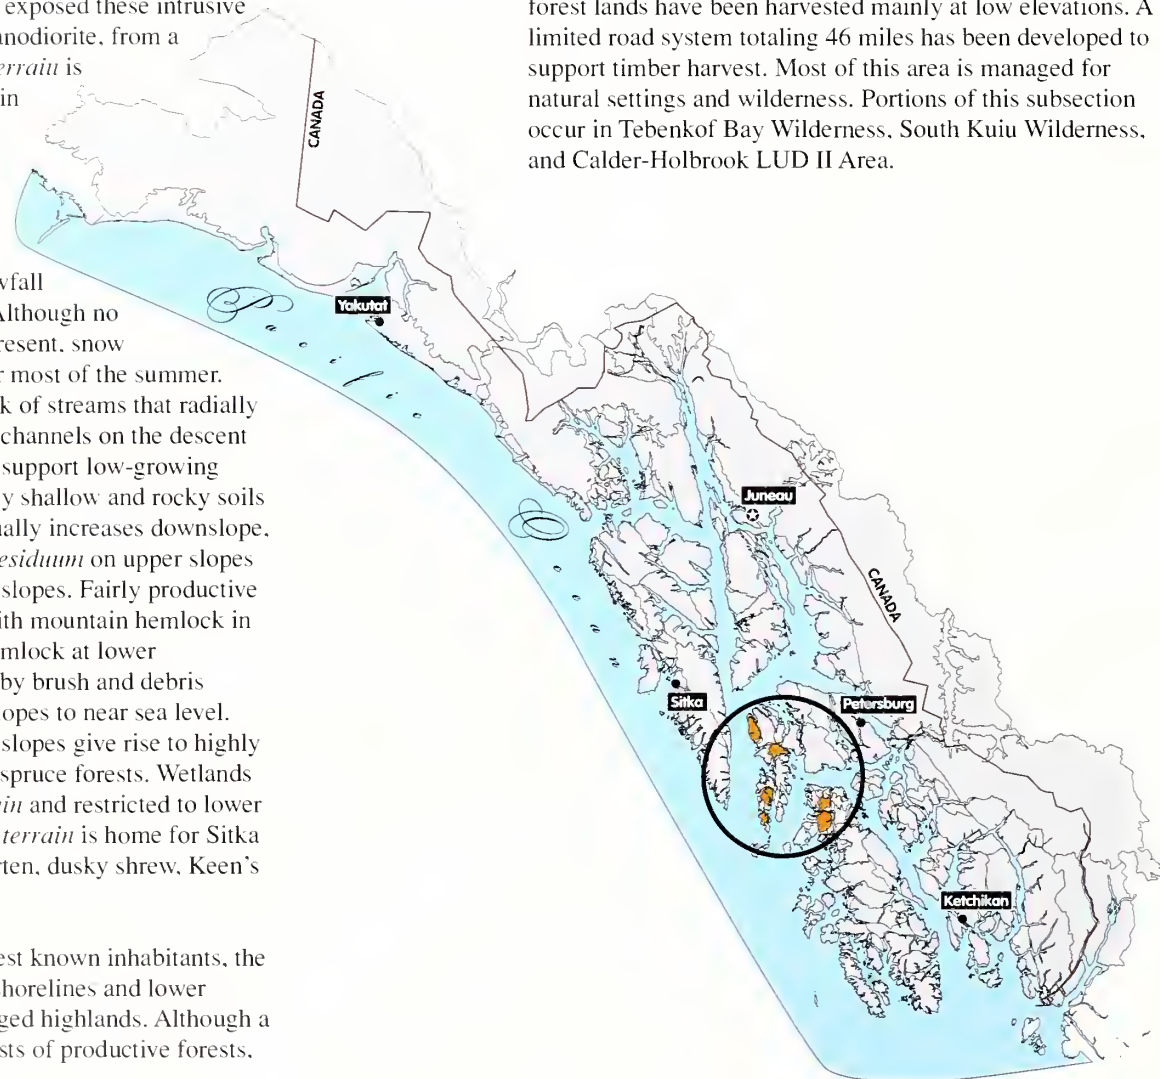 exposed these intrusive
anodiorite, from a
errain is
in
wfall
Although no
resent, snow
r most of the summer.
k of streams that radially
channels on the descent
support low-growing
y shallow and rocky soils
ually increases downslope,
esiduum on upper slopes
slopes. Fairly productive
ith mountain hemlock in
mlock at lower
by brush and debris
opes to near sea level.
slopes give rise to highly
spruce forests. Wetlands
in and restricted to lower
terrain is home for Sitka
rten, dusky shrew, Keen's
est known inhabitants, the
horelines and lower
ged highlands. Although a
sts of productive forests,
forest lands have been harvested mainly at low elevations. A
limited road system totaling 46 miles has been developed to
support timber harvest. Most of this area is managed for
natural settings and wilderness. Portions of this subsection
occur in Tebenkof Bay Wilderness, South Kuiu Wilderness,
and Calder-Holbrook LUD II Area.
CANADA
Yakutat
Pacific
Ocean
Juneau
CANADA
Sitka
Petersburg
Ketchikan